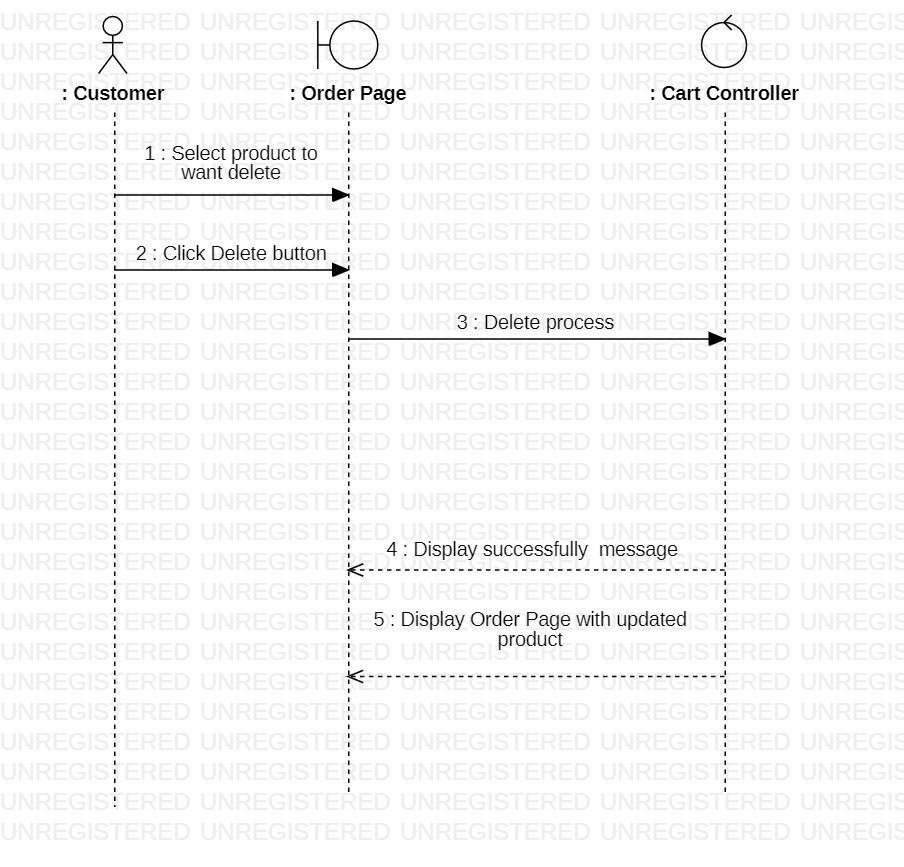 : Customer
: Order Page
: Cart Controller
1 : Select product to
want delete
2 : Click Delete button
3 : Delete process
4 : Display successfully  message
5 : Display Order Page with updated
product
UNREGISTERED